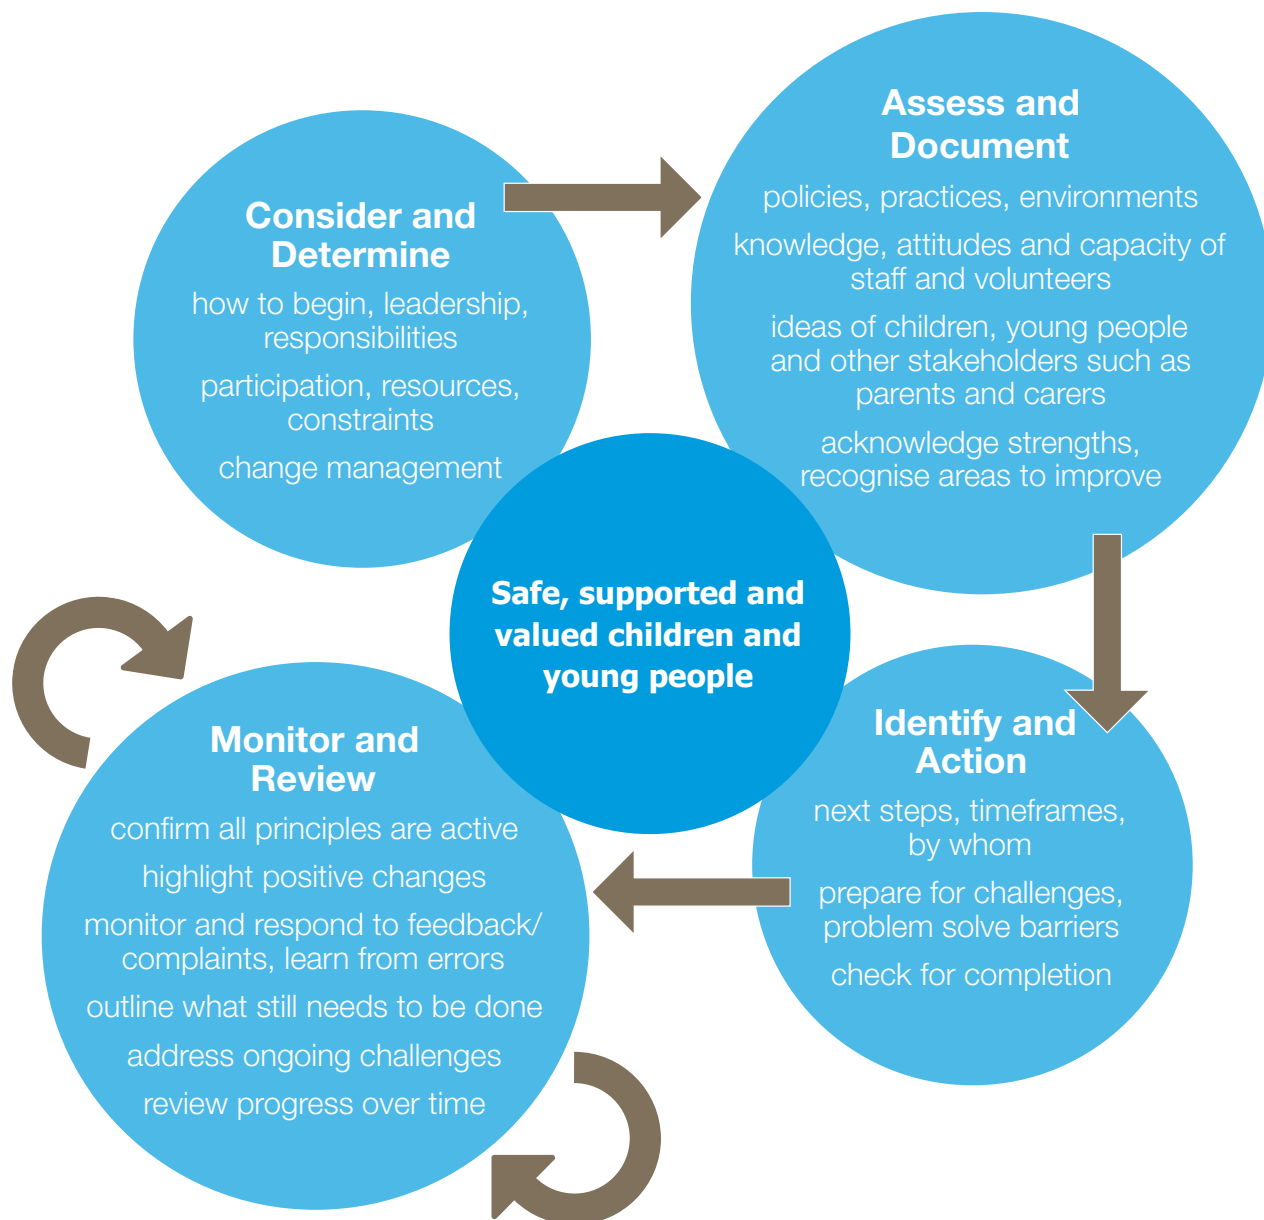 Consider and
Determine
how to begin, leadership,
responsibilities
participation, resources,
constraints
change management
Assess and
Document
policies, practices, environments
knowledge, attitudes and capacity of
staff and volunteers
ideas of children, young people
and other stakeholders such as
parents and carers
acknowledge strengths,
recognise areas to improve
Safe, supported and
valued children and
young people
Identify and
Action
next steps, timeframes,
by whom
prepare for challenges,
problem solve barriers
check for completion
Monitor and
Review
confirm all principles are active
highlight positive changes
monitor and respond to feedback/
complaints, learn from errors
outline what still needs to be done
address ongoing challenges
review progress over time